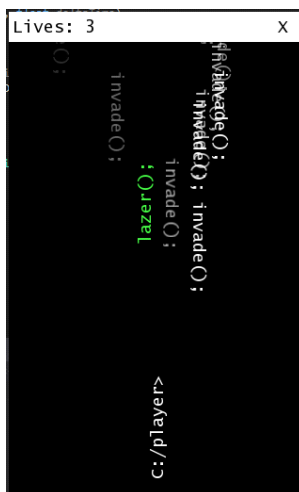 Lives: 3 X
invade();
invade();
invade();
invade();
invade();
invade();
lazer();
C:/player>